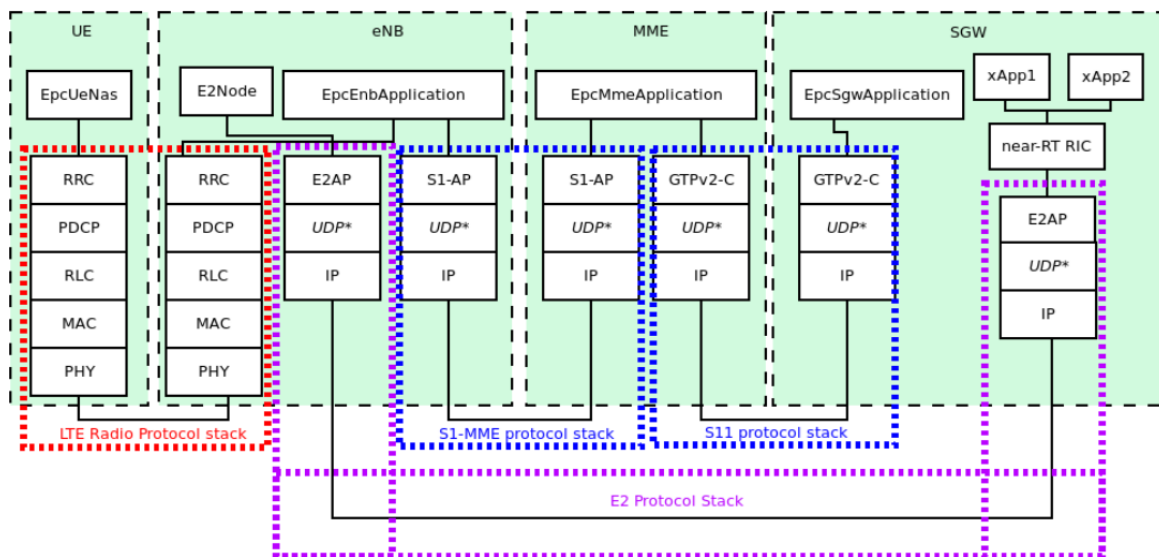 UE
eNB
MME
SGW
EpcUeNas
E2Node
EpcEnbApplication
EpcMmeApplication
EpcSgwApplication
xApp1
xApp2
near-RT RIC
RRC
PDCP
RLC
MAC
PHY
RRC
PDCP
RLC
MAC
PHY
E2AP
UDP*
IP
S1-AP
UDP*
IP
S1-AP
UDP*
IP
GTPv2-C
UDP*
IP
GTPv2-C
UDP*
IP
E2AP
UDP*
IP
LTE Radio Protocol stack
S1-MME protocol stack
S11 protocol stack
E2 Protocol Stack